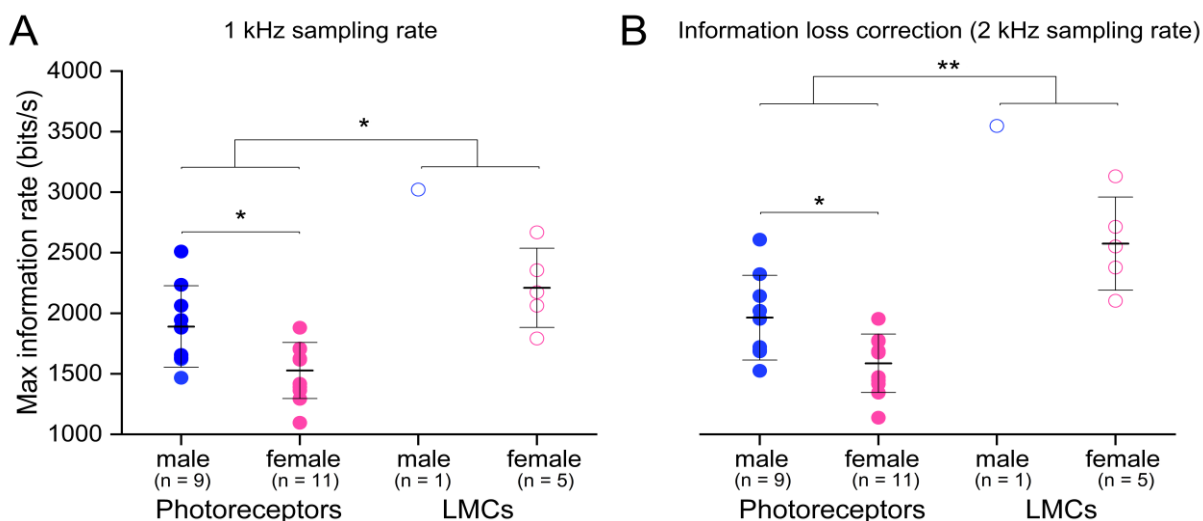 A
1 kHz sampling rate
B
Information loss correction (2 kHz sampling rate)
Max information rate (bits/s)
4000
3500
3000
2500
2000
1500
1000
*
*
**
*
male female male female
(n = 9) (n = 11) (n = 1) (n = 5)
Photoreceptors LMCs
male female male female
(n = 9) (n = 11) (n = 1) (n = 5)
Photoreceptors LMCs